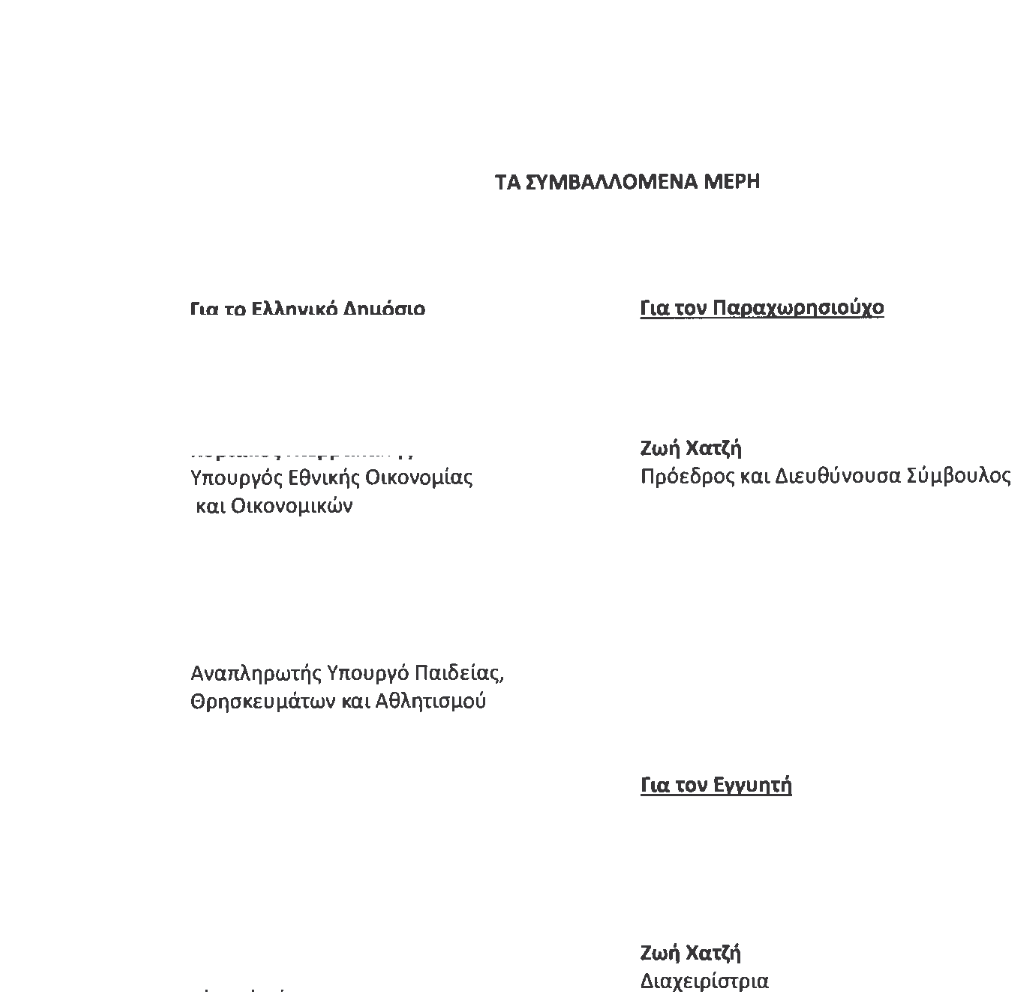 ΤΑ ΣΥΜΒΑΛΛΟΜΕΝΑ ΜΕΡΗ
Για το Ελληνικό Δημόσιο
Για τον Παραχωρησιούχο
Ζωή Χατζή
Υπουργός Εθνικής Οικονομίας
Πρόεδρος και Διευθύνουσα Σύμβουλος
και Οικονομικών
Αναπληρωτής Υπουργό Παιδείας,
Θρησκευμάτων και Αθλητισμού
Για τον Εγγυητή
Ζωή Χατζή
Διαχειρίστρια